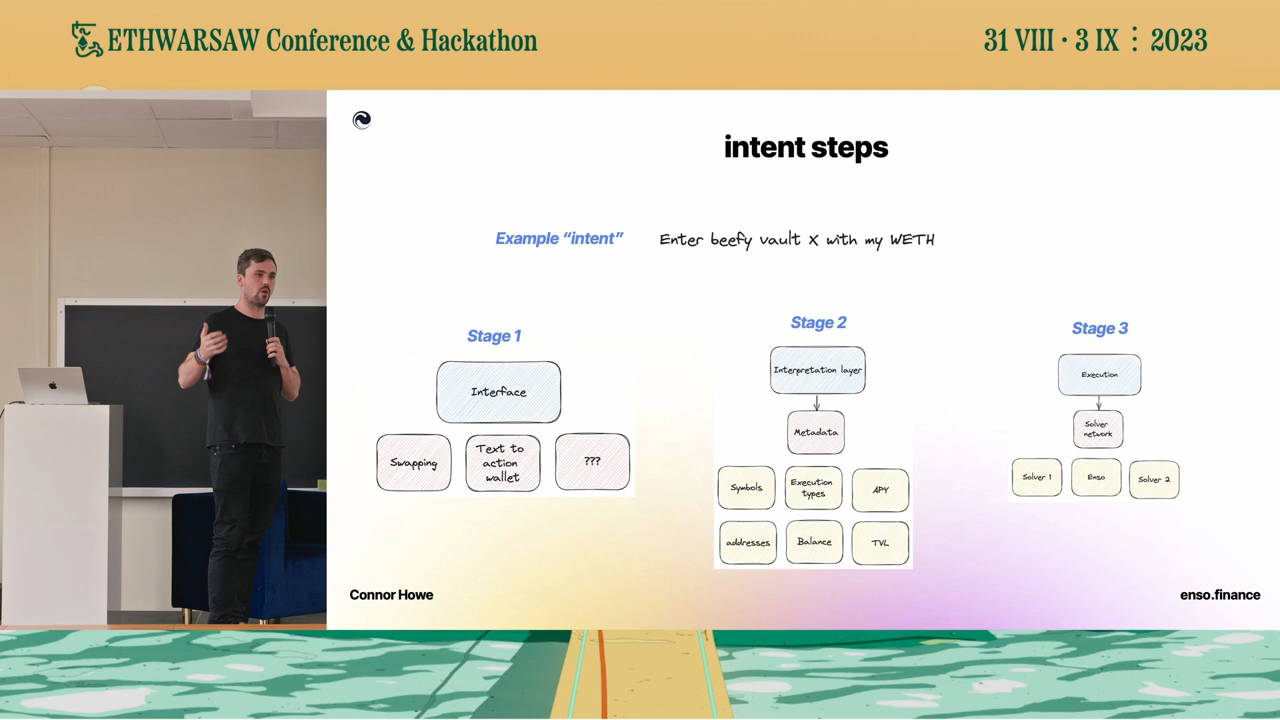 ETHWARSAW Conference & Hackathon
31 VIII · 3 IX ⋮ 2023
intent steps
Example “intent”
Enter beefy vault X with my WETH
Stage 1
Interface
Swapping
Text to
action
wallet
???
Stage 2
Interpretation layer
Metadata
Symbols
Execution
types
APY
addresses
Balance
TVL
Stage 3
Execution
Solver
network
Solver 1
Enso
Solver 2
Connor Howe
enso.finance